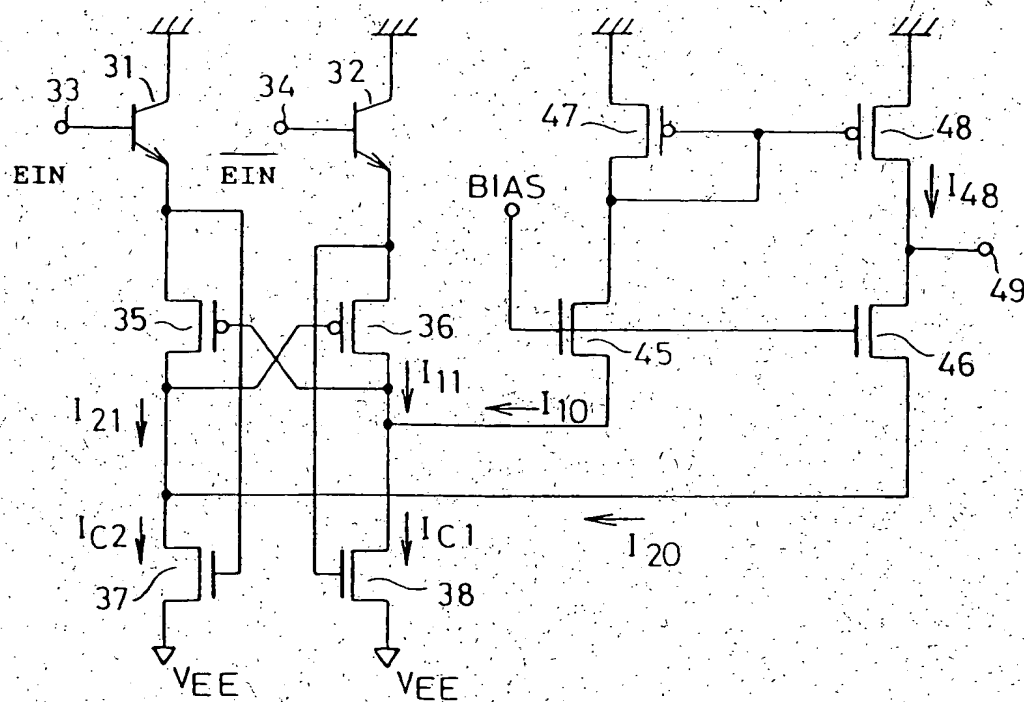 31
33
EIN
32
34
E̅I̅N̅
47
48
BIAS
I48
49
35
36
45
46
I11
I10
I21
I20
IC2
IC1
37
38
VEE
VEE